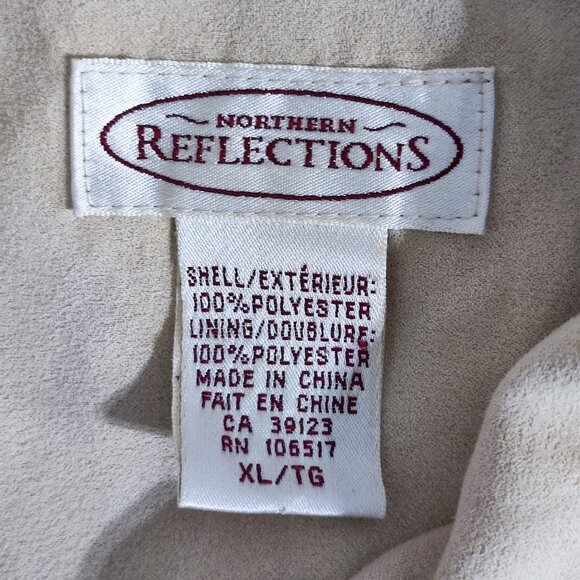 NORTHERN
REFLECTIONS
SHELL/EXTÉRIEUR:
100%POLYESTER
LINING/DOUBLURE:
100%POLYESTER
MADE IN CHINA
FAIT EN CHINE
CA 39123
RN 106517
XL/TG